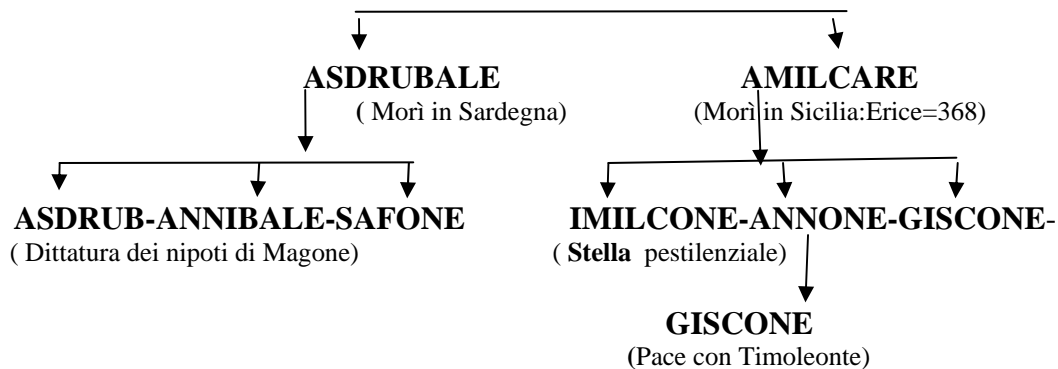 ASDRUBALE AMILCARE
( Morì in Sardegna) (Morì in Sicilia:Erice=368)
ASDRUB-ANNIBALE-SAFONE IMILCONE-ANNONE-GISCONE-
( Dittatura dei nipoti di Magone) ( Stella pestilenziale)
GISCONE
(Pace con Timoleonte)